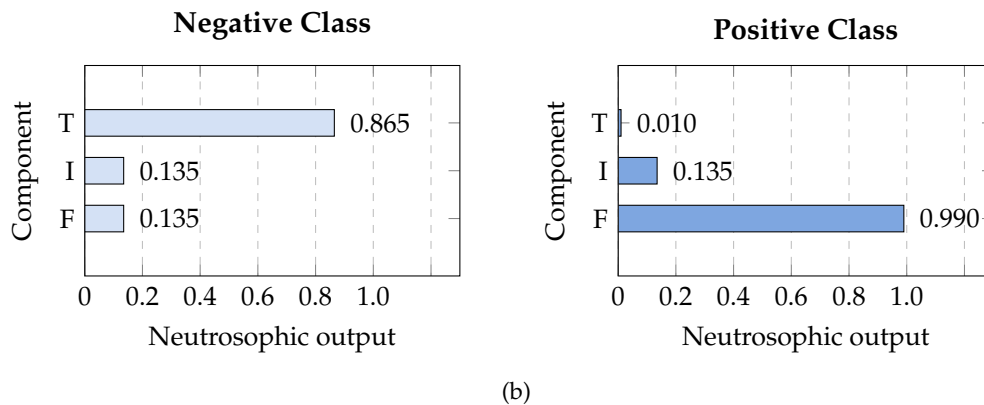 Negative Class
Component
T
0.865
I
0.135
F
0.135
0 0.2 0.4 0.6 0.8 1.0
Neutrosophic output
Positive Class
Component
T
0.010
I
0.135
F
0.990
0 0.2 0.4 0.6 0.8 1.0
Neutrosophic output
(b)